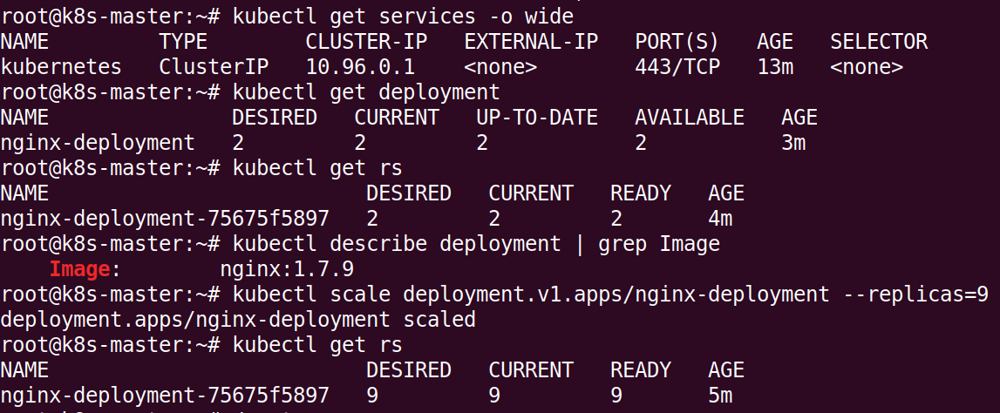 root@k8s-master:~# kubectl get services -o wide
NAME         TYPE        CLUSTER-IP   EXTERNAL-IP   PORT(S)   AGE   SELECTOR
kubernetes   ClusterIP   10.96.0.1    <none>        443/TCP   13m   <none>
root@k8s-master:~# kubectl get deployment
NAME               DESIRED   CURRENT   UP-TO-DATE   AVAILABLE   AGE
nginx-deployment   2         2         2            2           3m
root@k8s-master:~# kubectl get rs
NAME                          DESIRED   CURRENT   READY   AGE
nginx-deployment-75675f5897   2         2         2       4m
root@k8s-master:~# kubectl describe deployment | grep Image
    Image:        nginx:1.7.9
root@k8s-master:~# kubectl scale deployment.v1.apps/nginx-deployment --replicas=9
deployment.apps/nginx-deployment scaled
root@k8s-master:~# kubectl get rs
NAME                          DESIRED   CURRENT   READY   AGE
nginx-deployment-75675f5897   9         9         9       5m